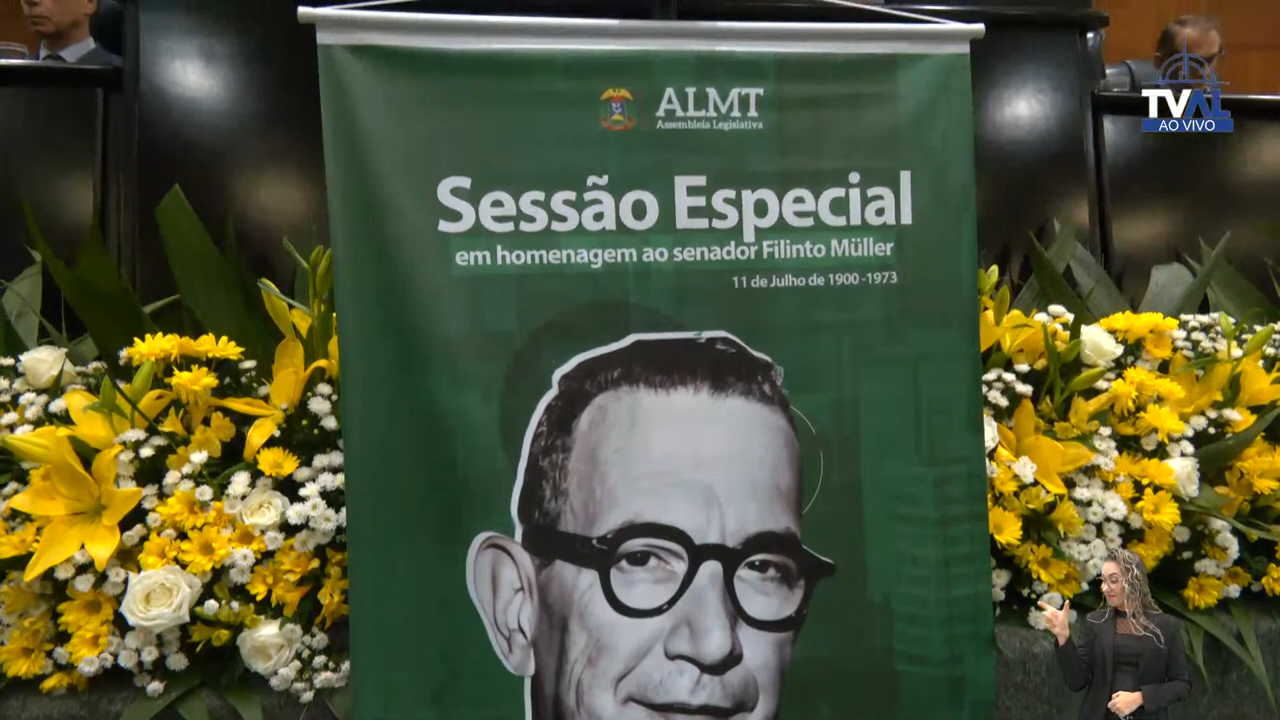 ALMT
Assembleia Legislativa
Sessão Especial
em homenagem ao senador Filinto Müller
11 de Julho de 1900 -1973
TVAL
AO VIVO